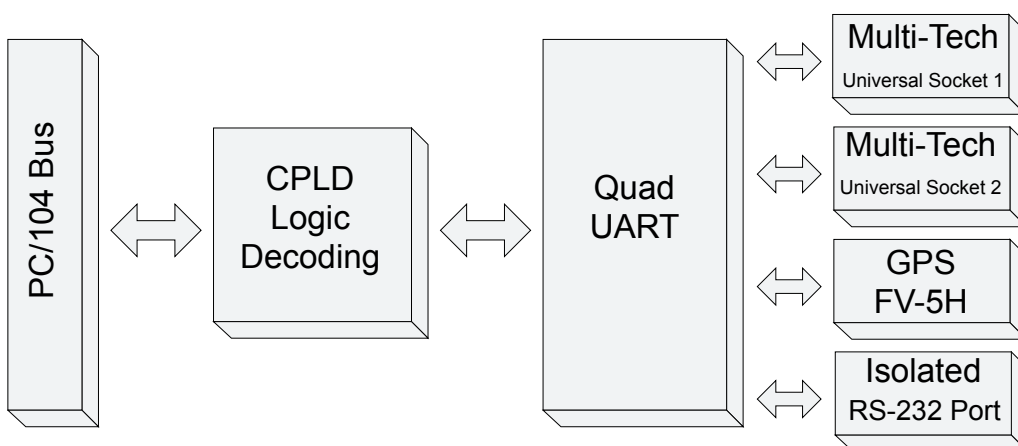 PC/104 Bus
CPLD
Logic
Decoding
Quad
UART
Multi-Tech
Universal Socket 1
Multi-Tech
Universal Socket 2
GPS
FV-5H
Isolated
RS-232 Port